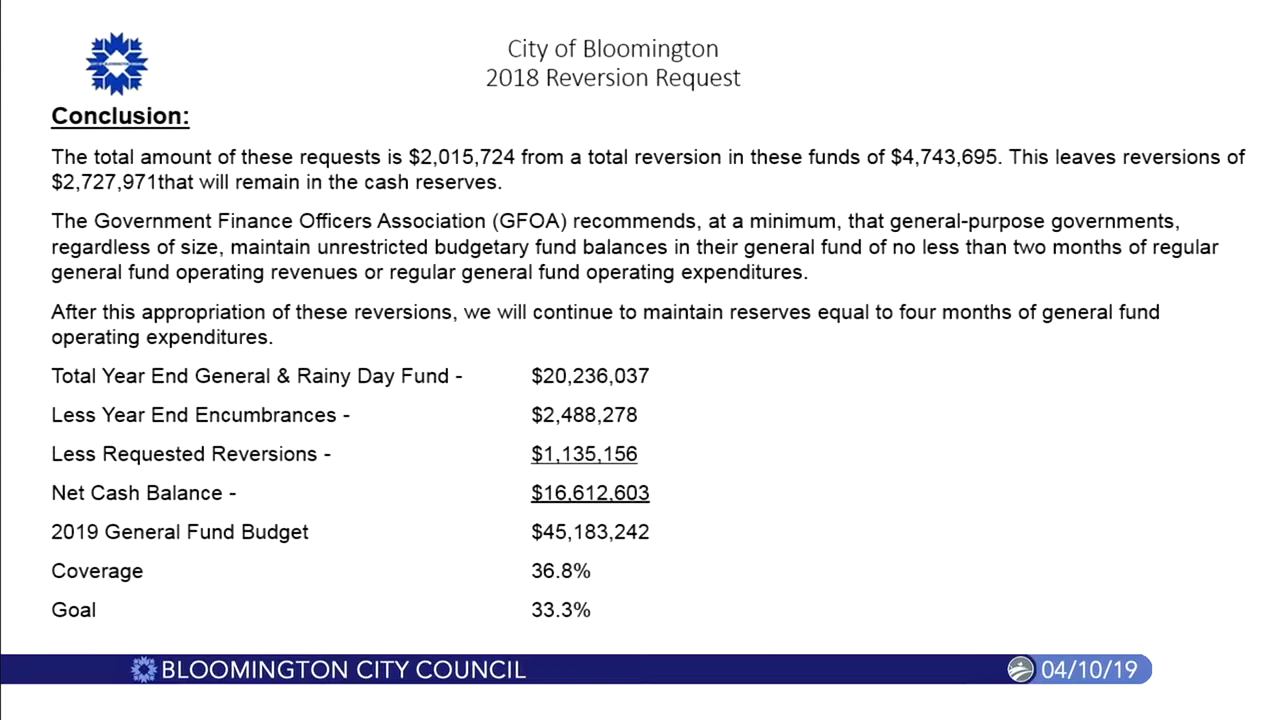 City of Bloomington
2018 Reversion Request
Conclusion:
The total amount of these requests is $2,015,724 from a total reversion in these funds of $4,743,695. This leaves reversions of
$2,727,971that will remain in the cash reserves.
The Government Finance Officers Association (GFOA) recommends, at a minimum, that general-purpose governments,
regardless of size, maintain unrestricted budgetary fund balances in their general fund of no less than two months of regular
general fund operating revenues or regular general fund operating expenditures.
After this appropriation of these reversions, we will continue to maintain reserves equal to four months of general fund
operating expenditures.
Total Year End General & Rainy Day Fund - $20,236,037
Less Year End Encumbrances - $2,488,278
Less Requested Reversions - $1,135,156
Net Cash Balance - $16,612,603
2019 General Fund Budget $45,183,242
Coverage 36.8%
Goal 33.3%
BLOOMINGTON CITY COUNCIL 04/10/19